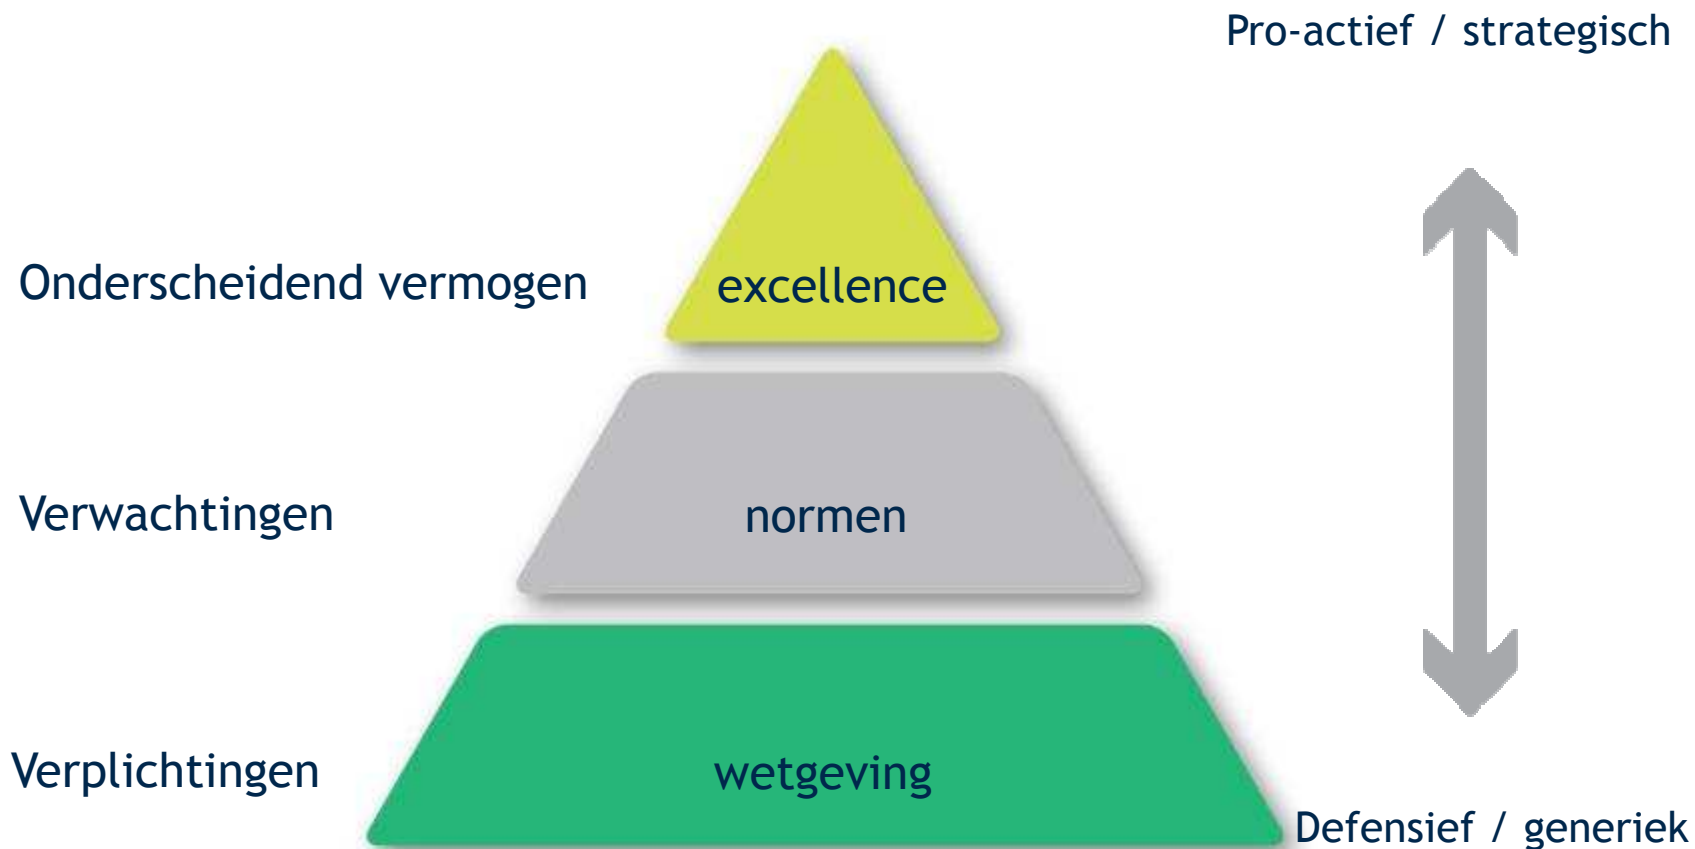 Pro-actief / strategisch
Onderscheidend vermogen
excellence
Verwachtingen
normen
Verplichtingen
wetgeving
Defensief / generiek